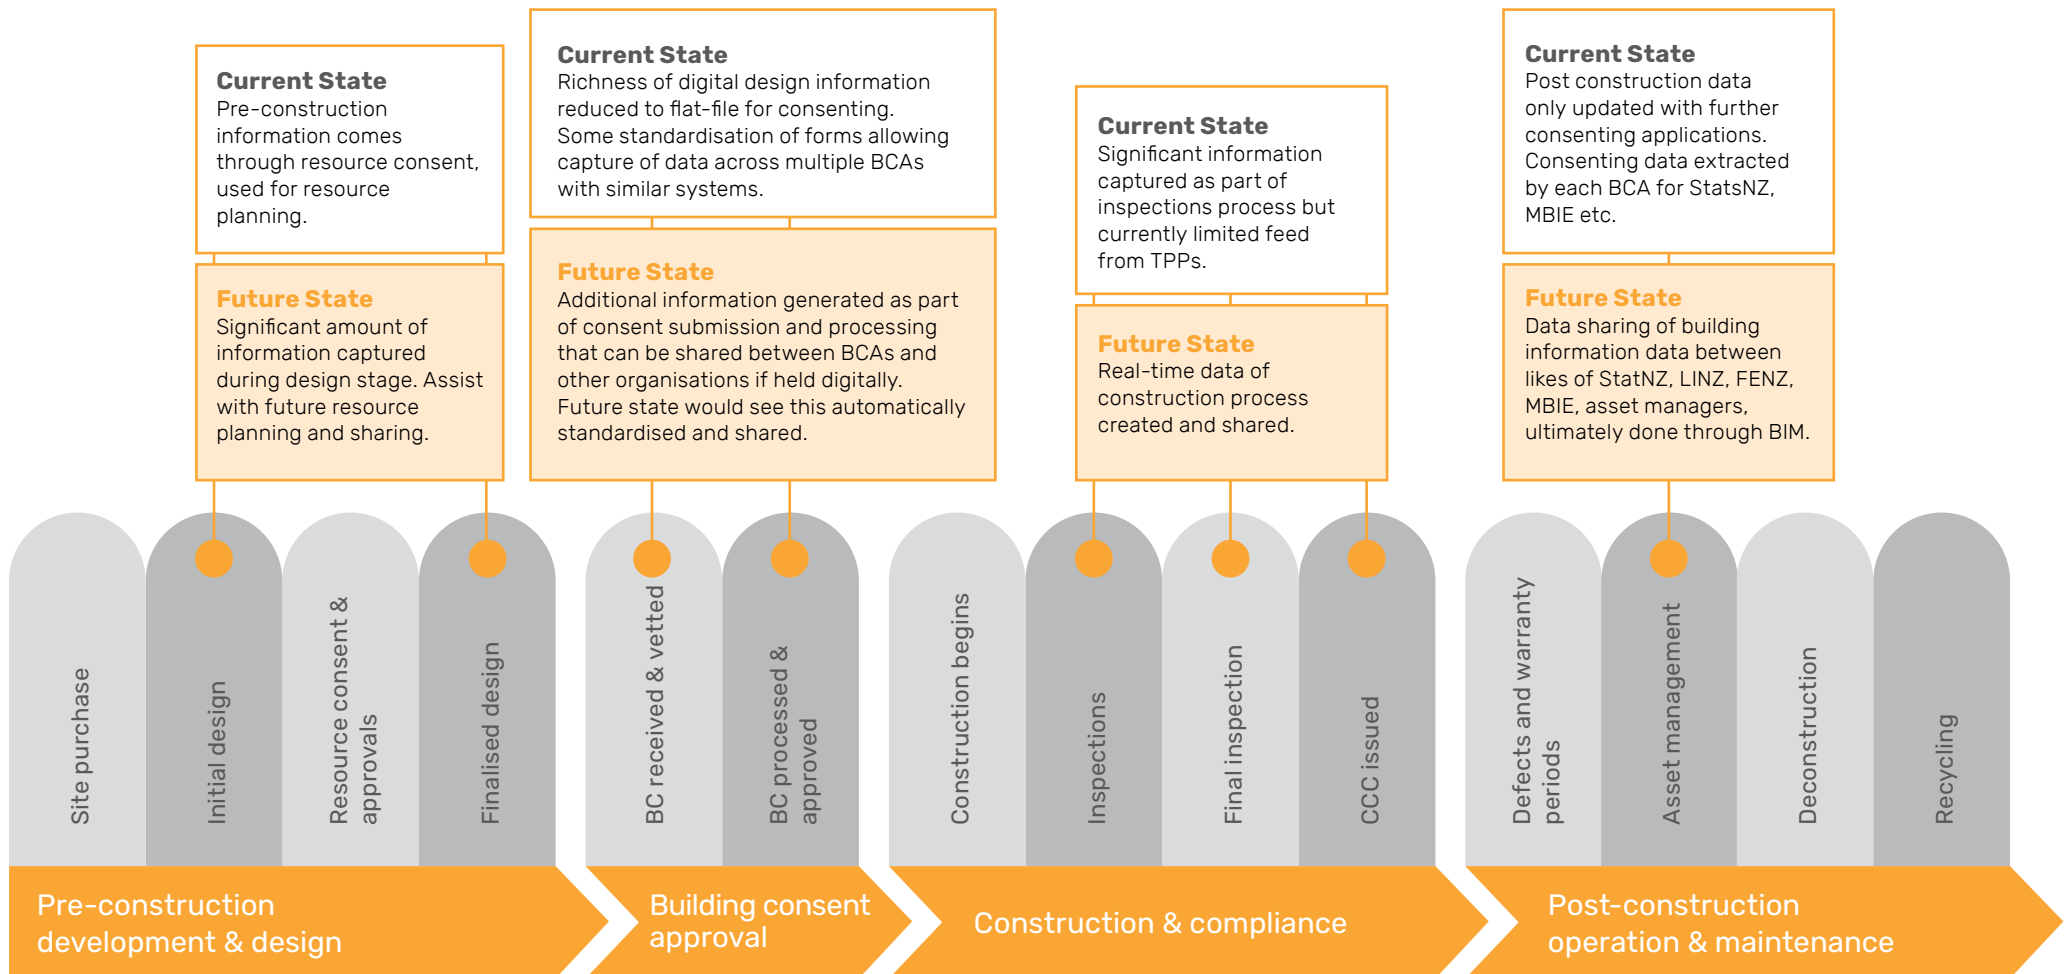 Current State
Pre-construction
information comes
through resource consent,
used for resource
planning.
Future State
Significant amount of
information captured
during design stage. Assist
with future resource
planning and sharing.
Current State
Richness of digital design information
reduced to flat-file for consenting.
Some standardisation of forms allowing
capture of data across multiple BCAs
with similar systems.
Future State
Additional information generated as part
of consent submission and processing
that can be shared between BCAs and
other organisations if held digitally.
Future state would see this automatically
standardised and shared.
Current State
Significant information
captured as part of
inspections process but
currently limited feed
from TPPs.
Future State
Real-time data of
construction process
created and shared.
Current State
Post construction data
only updated with further
consenting applications.
Consenting data extracted
by each BCA for StatsNZ,
MBIE etc.
Future State
Data sharing of building
information data between
likes of StatNZ, LINZ, FENZ,
MBIE, asset managers,
ultimately done through BIM.
Site purchase
Initial design
Resource consent &
approvals
Finalised design
BC received & vetted
BC processed &
approved
Construction begins
Inspections
Final inspection
CCC issued
Defects and warranty
periods
Asset management
Deconstruction
Recycling
Pre-construction
development & design
Building consent
approval
Construction & compliance
Post-construction
operation & maintenance